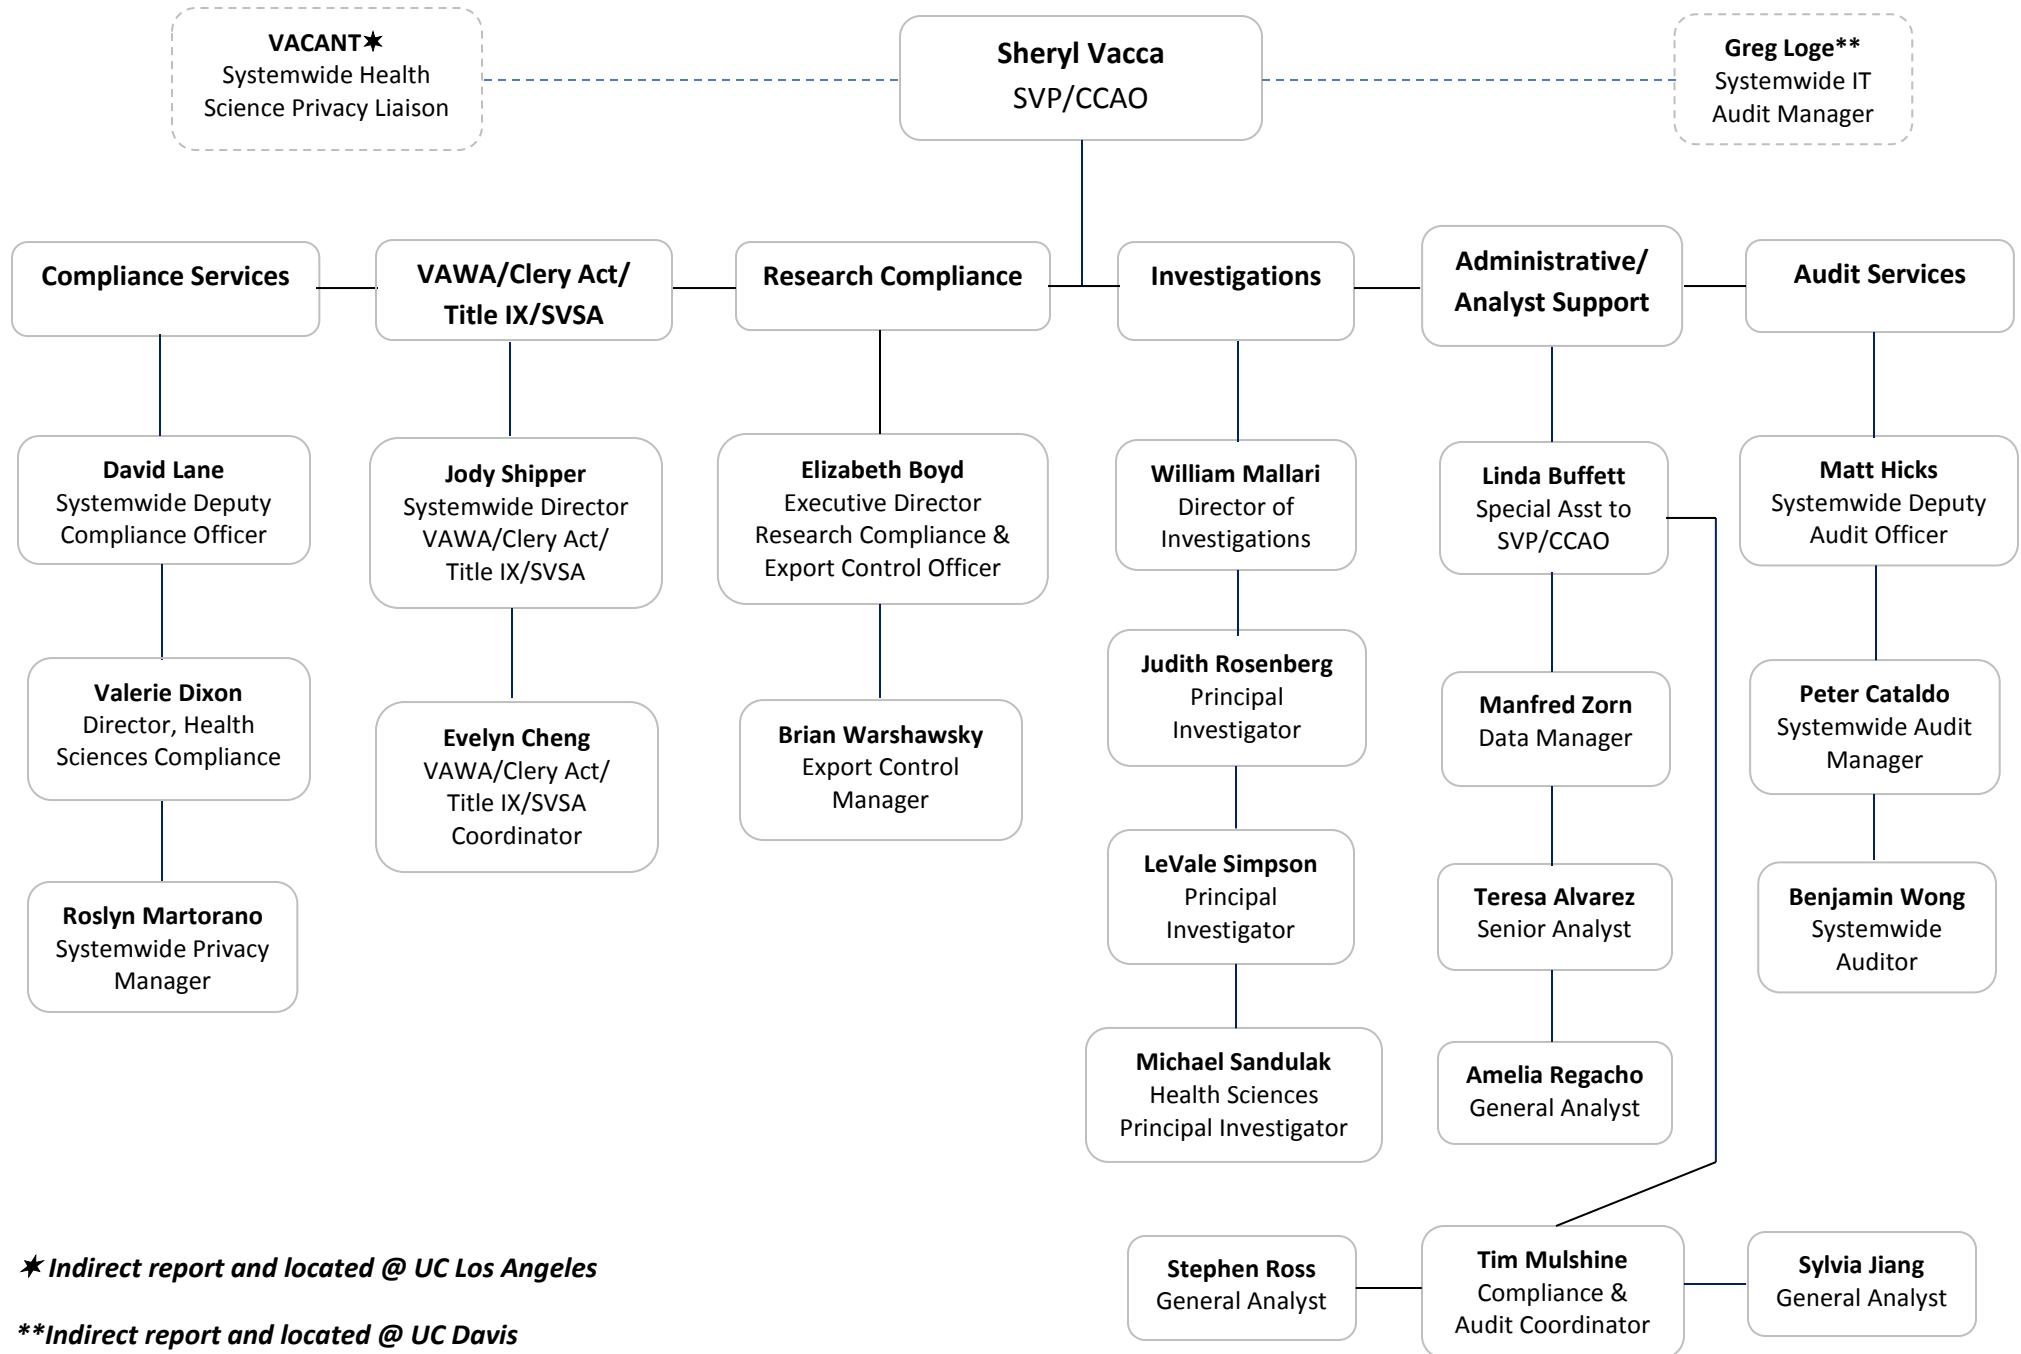 VACANT✶
Systemwide Health
Science Privacy Liaison
Sheryl Vacca
SVP/CCAO
Greg Loge**
Systemwide IT
Audit Manager
Compliance Services
VAWA/Clery Act/
Title IX/SVSA
Research Compliance
Investigations
Administrative/
Analyst Support
Audit Services
David Lane
Systemwide Deputy
Compliance Officer
Jody Shipper
Systemwide Director
VAWA/Clery Act/
Title IX/SVSA
Elizabeth Boyd
Executive Director
Research Compliance &
Export Control Officer
William Mallari
Director of
Investigations
Linda Buffett
Special Asst to
SVP/CCAO
Matt Hicks
Systemwide Deputy
Audit Officer
Valerie Dixon
Director, Health
Sciences Compliance
Evelyn Cheng
VAWA/Clery Act/
Title IX/SVSA
Coordinator
Brian Warshawsky
Export Control
Manager
Judith Rosenberg
Principal
Investigator
Manfred Zorn
Data Manager
Peter Cataldo
Systemwide Audit
Manager
Roslyn Martorano
Systemwide Privacy
Manager
LeVale Simpson
Principal
Investigator
Teresa Alvarez
Senior Analyst
Benjamin Wong
Systemwide
Auditor
Michael Sandulak
Health Sciences
Principal Investigator
Amelia Regacho
General Analyst
Stephen Ross
General Analyst
Tim Mulshine
Compliance &
Audit Coordinator
Sylvia Jiang
General Analyst
✶ Indirect report and located @ UC Los Angeles
**Indirect report and located @ UC Davis